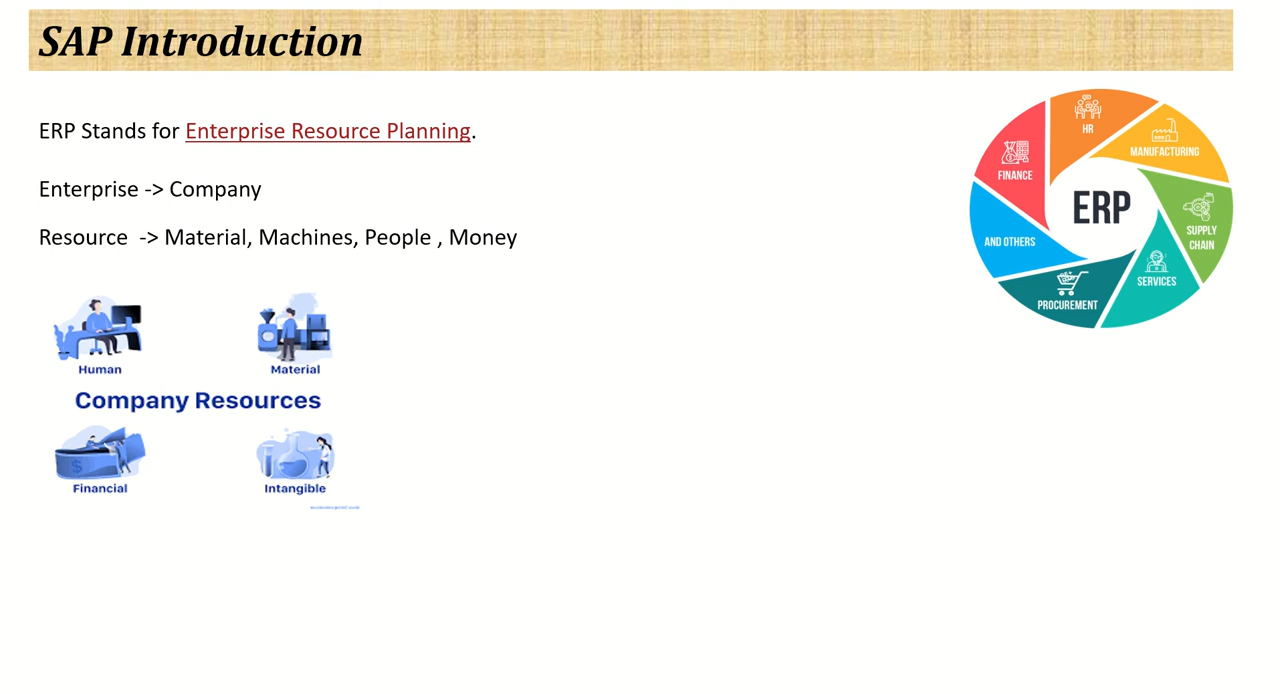 SAP Introduction
ERP Stands for Enterprise Resource Planning.
Enterprise -> Company
Resource -> Material, Machines, People , Money
Human
Material
Company Resources
Financial
Intangible
HR
MANUFACTURING
SUPPLY
CHAIN
SERVICES
PROCUREMENT
AND OTHERS
FINANCE
ERP